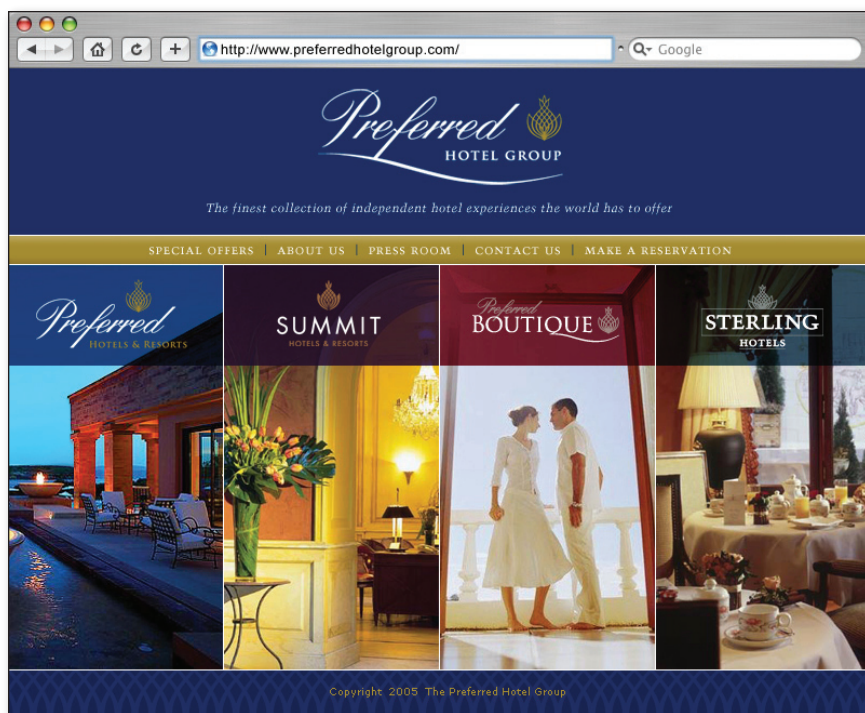 http://www.preferredhotelgroup.com/
Google
Preferred
HOTEL GROUP
The finest collection of independent hotel experiences the world has to offer
SPECIAL OFFERS | ABOUT US | PRESS ROOM | CONTACT US | MAKE A RESERVATION
Preferred
HOTELS & RESORTS
SUMMIT
HOTELS & RESORTS
Preferred
BOUTIQUE
STERLING
HOTELS
Copyright 2005 The Preferred Hotel Group